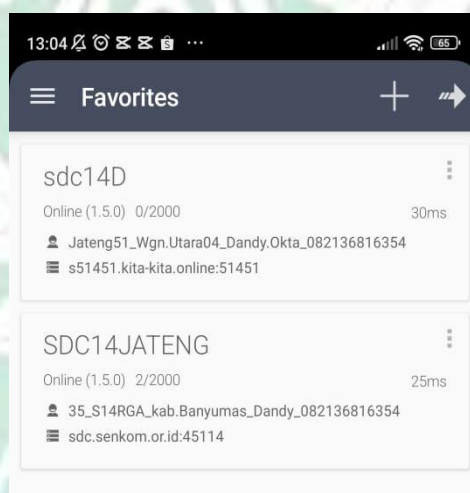 13:04
65
Favorites
sdc14D
Online (1.5.0) 0/2000
30ms
Jateng51_Wgn.Utara04_Dandy.Okta_082136816354
s51451.kita-kita.online:51451
SDC14JATENG
Online (1.5.0) 2/2000
25ms
35_S14RGA_kab.Banyumas_Dandy_082136816354
sdc.senkom.or.id:45114